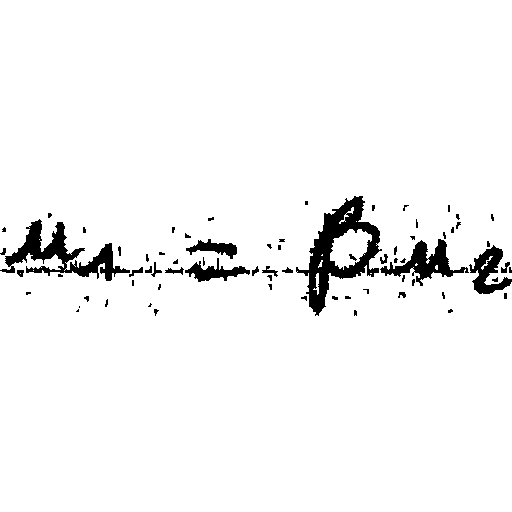 u₁ = βu₂